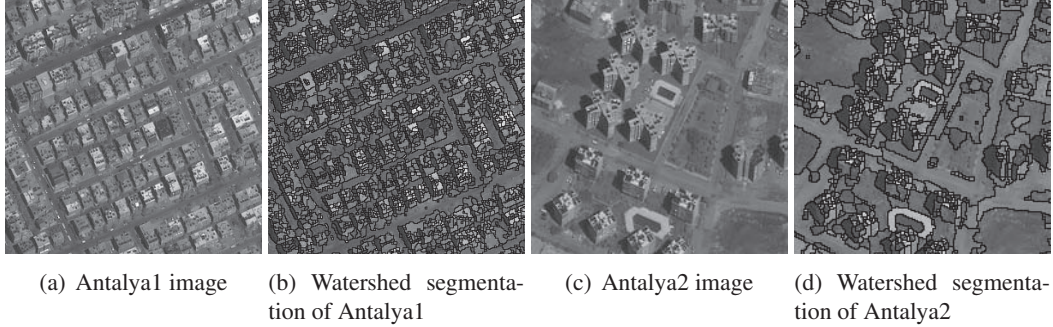 (a) Antalya1 image
(b) Watershed segmenta-
tion of Antalya1
(c) Antalya2 image
(d) Watershed segmenta-
tion of Antalya2